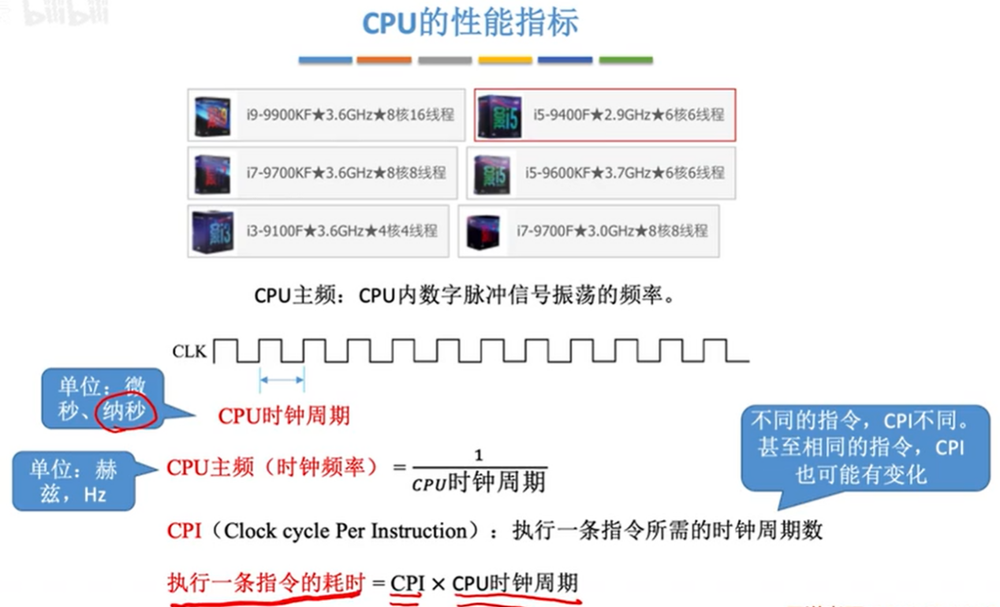 bilibili
CPU的性能指标
i9-9900KF★3.6GHz★8核16线程
i5-9400F★2.9GHz★6核6线程
i7-9700KF★3.6GHz★8核8线程
i5-9600KF★3.7GHz★6核6线程
i3-9100F★3.6GHz★4核4线程
i7-9700F★3.0GHz★8核8线程
CPU主频：CPU内数字脉冲信号振荡的频率。
CLK
单位：微
秒、纳秒
CPU时钟周期
不同的指令，CPI不同。
甚至相同的指令，CPI
也可能有变化
单位：赫
兹，Hz
CPU主频（时钟频率）= 1 / CPU时钟周期
CPI（Clock cycle Per Instruction）：执行一条指令所需的时钟周期数
执行一条指令的耗时 = CPI × CPU时钟周期